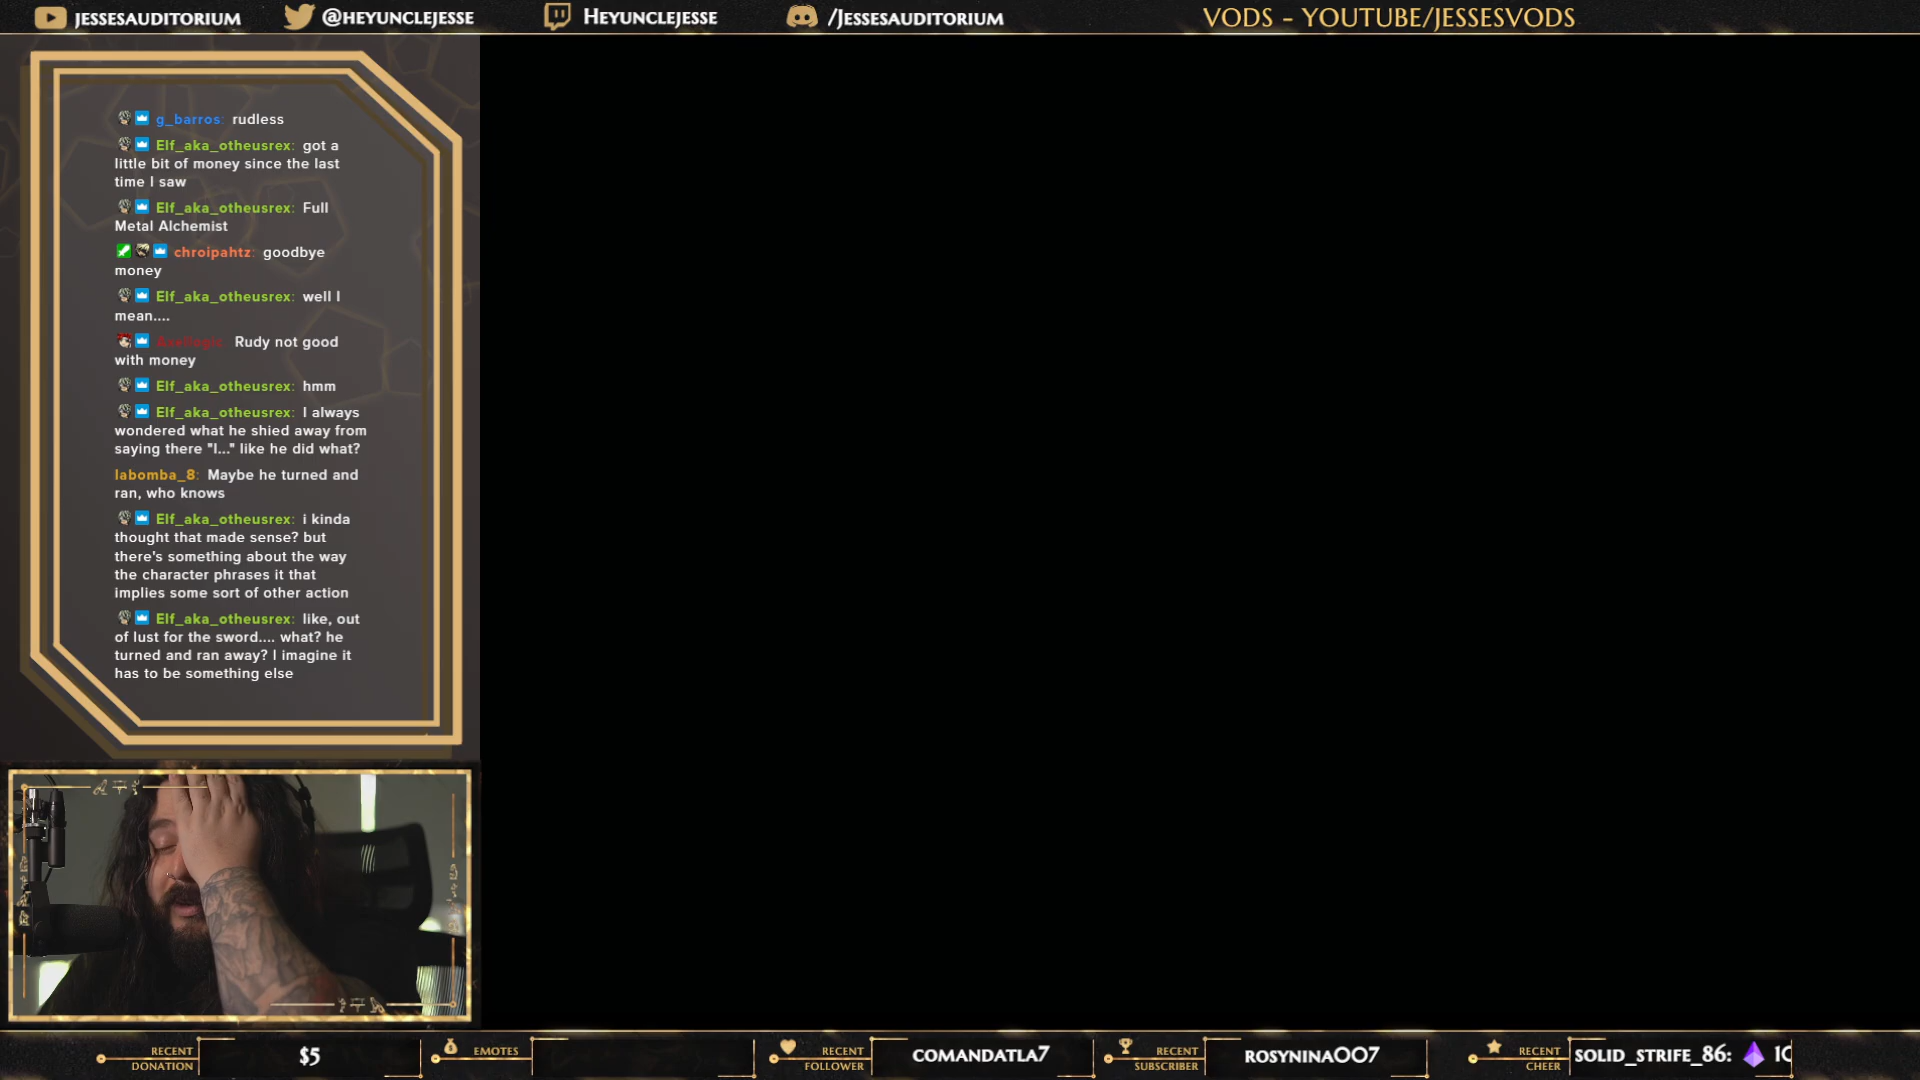 JESSESAUDITORIUM
@HEYUNCLEJESSE
HEYUNCLEJESSE
/JESSESAUDITORIUM
VODS - YOUTUBE/JESSESVODS
g_barros: rudless
Elf_aka_otheusrex: got a
little bit of money since the last
time I saw
Elf_aka_otheusrex: Full
Metal Alchemist
chroipahtz: goodbye
money
Elf_aka_otheusrex: well I
mean....
Rudy not good
with money
Elf_aka_otheusrex: hmm
Elf_aka_otheusrex: I always
wondered what he shied away from
saying there "I..." like he did what?
labomba_8: Maybe he turned and
ran, who knows
Elf_aka_otheusrex: i kinda
thought that made sense? but
there's something about the way
the character phrases it that
implies some sort of other action
Elf_aka_otheusrex: like, out
of lust for the sword.... what? he
turned and ran away? I imagine it
has to be something else
RECENT
DONATION
$5
EMOTES
RECENT
FOLLOWER
COMANDATLA7
RECENT
SUBSCRIBER
ROSYNINA007
RECENT
CHEER
SOLID_STRIFE_86: